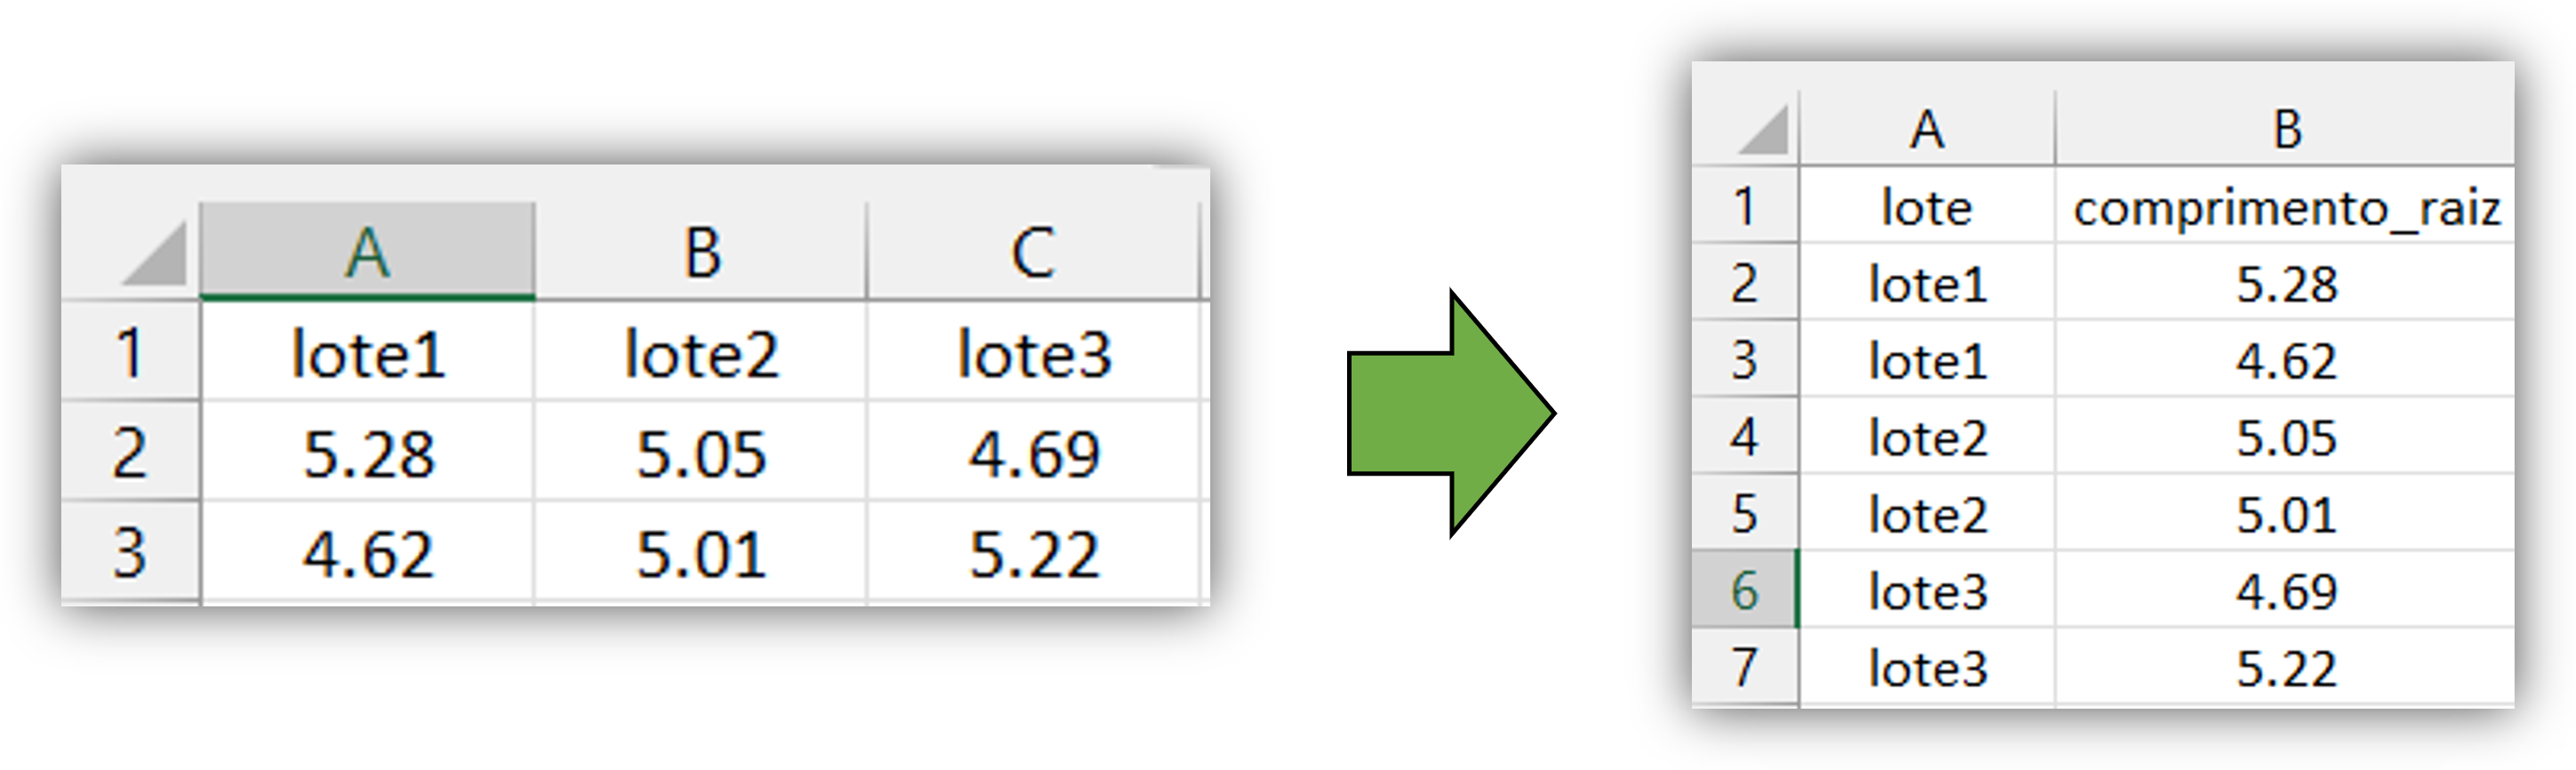 A B C
1 lote1 lote2 lote3
2 5.28 5.05 4.69
3 4.62 5.01 5.22
A B
1 lote comprimento_raiz
2 lote1 5.28
3 lote1 4.62
4 lote2 5.05
5 lote2 5.01
6 lote3 4.69
7 lote3 5.22